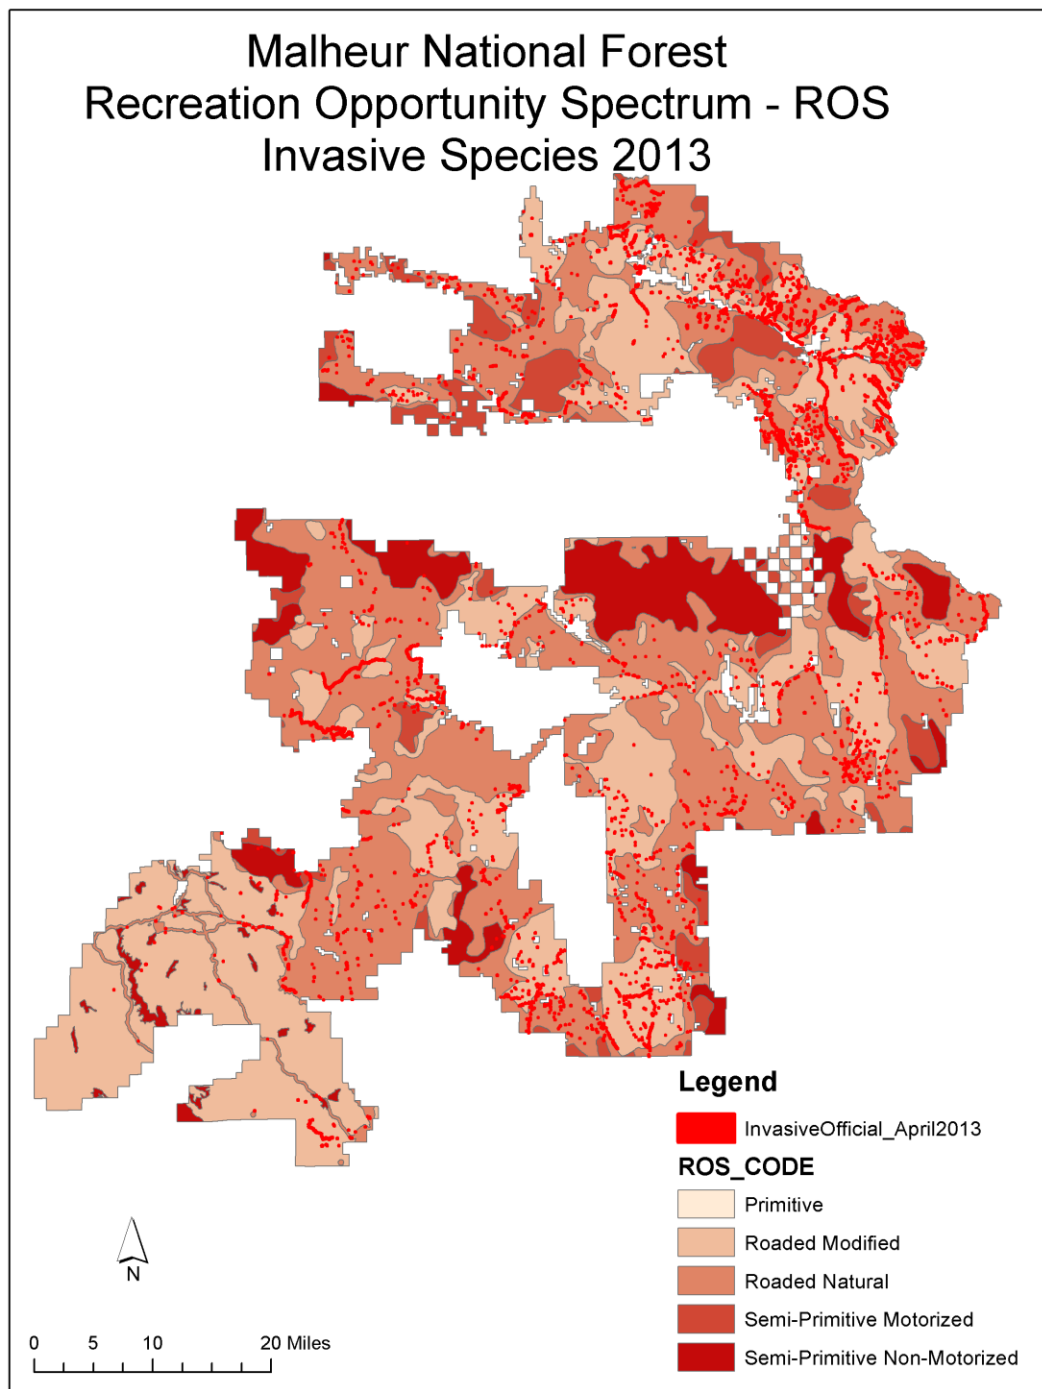 Malheur National Forest
Recreation Opportunity Spectrum - ROS
Invasive Species 2013
Legend
InvasiveOfficial_April2013
ROS_CODE
Primitive
Roaded Modified
Roaded Natural
Semi-Primitive Motorized
Semi-Primitive Non-Motorized
N
0 5 10 20 Miles